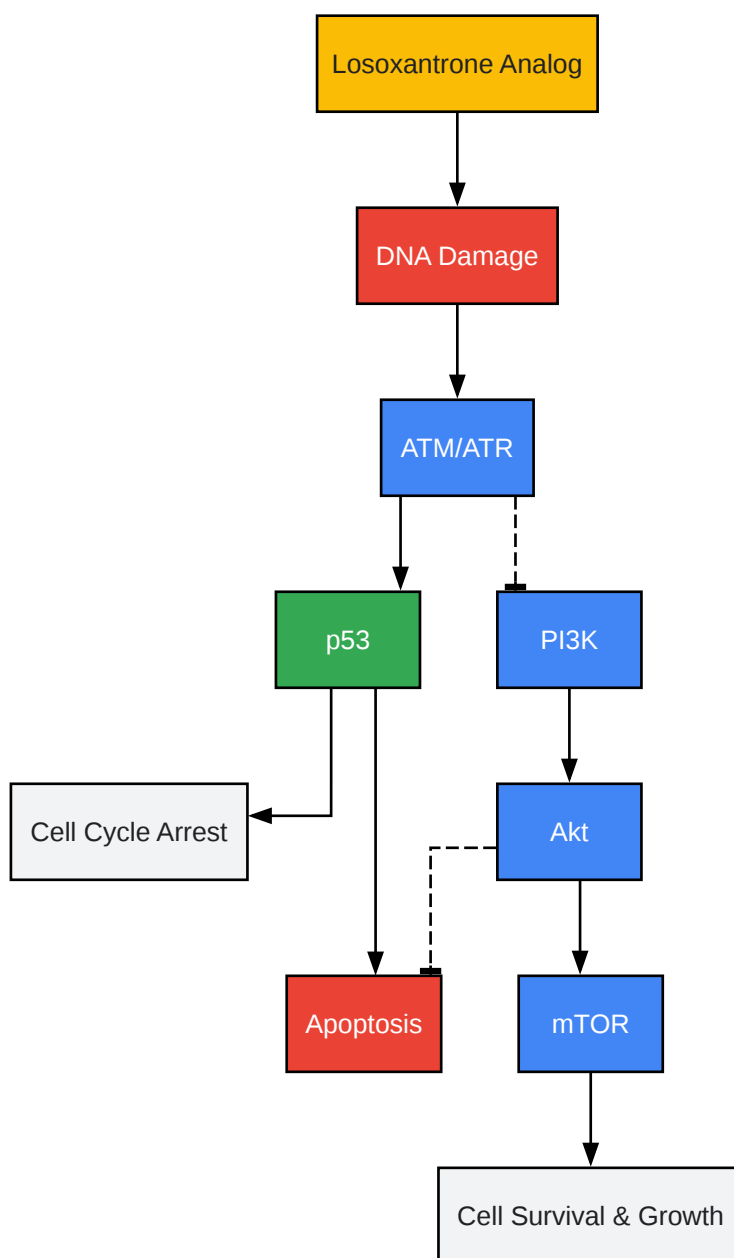 Losoxantrone Analog
DNA Damage
ATM/ATR
p53
PI3K
Cell Cycle Arrest
Akt
Apoptosis
mTOR
Cell Survival & Growth